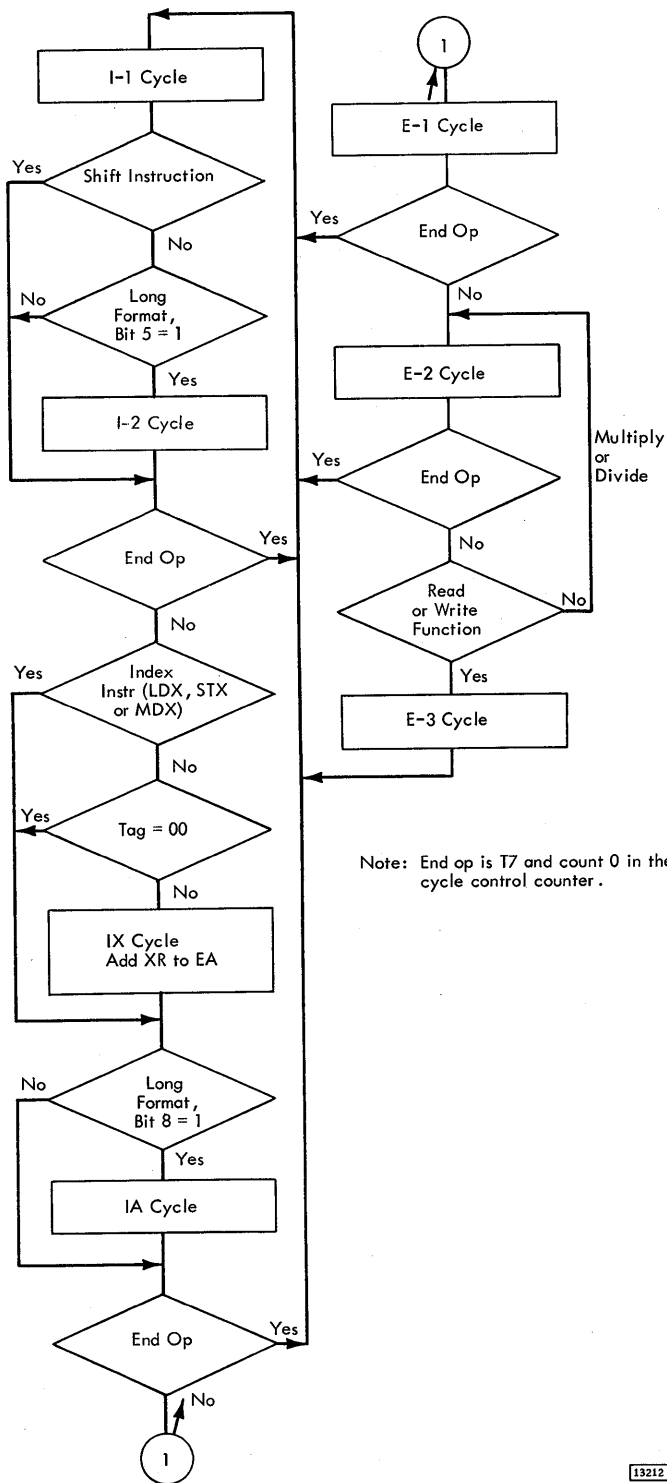 I-1 Cycle
Yes
Shift Instruction
No
No
Long
Format,
Bit 5 = 1
Yes
I-2 Cycle
End Op
Yes
No
Yes
Index
Instr (LDX, STX
or MDX)
No
Yes
Tag = 00
No
IX Cycle
Add XR to EA
No
Long
Format,
Bit 8 = 1
Yes
IA Cycle
End Op
Yes
No
1
1
E-1 Cycle
Yes
End Op
No
E-2 Cycle
Multiply
or
Divide
Yes
End Op
No
Read
or Write
Function
No
Yes
E-3 Cycle
Note: End op is T7 and count 0 in the
cycle control counter.
13212